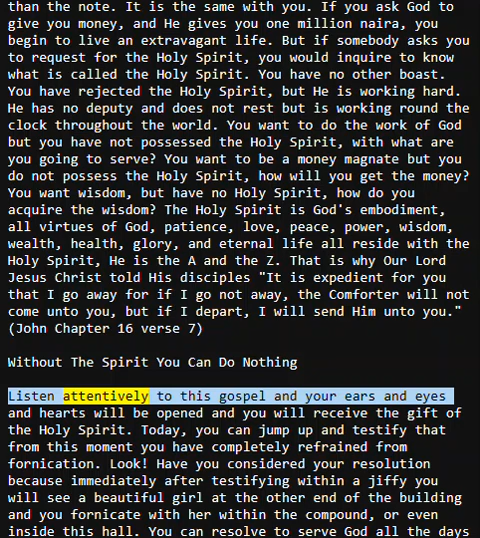 than the note. It is the same with you. If you ask God to
give you money, and He gives you one million naira, you
begin to live an extravagant life. But if somebody asks you
to request for the Holy Spirit, you would inquire to know
what is called the Holy Spirit. You have no other boast.
You have rejected the Holy Spirit, but He is working hard.
He has no deputy and does not rest but is working round the
clock throughout the world. You want to do the work of God
but you have not possessed the Holy Spirit, with what are
you going to serve? You want to be a money magnate but you
do not possess the Holy Spirit, how will you get the money?
You want wisdom, but have no Holy Spirit, how do you
acquire the wisdom? The Holy Spirit is God's embodiment,
all virtues of God, patience, love, peace, power, wisdom,
wealth, health, glory, and eternal life all reside with the
Holy Spirit, He is the A and the Z. That is why Our Lord
Jesus Christ told His disciples "It is expedient for you
that I go away for if I go not away, the Comforter will not
come unto you, but if I depart, I will send Him unto you."
(John Chapter 16 verse 7)
Without The Spirit You Can Do Nothing
Listen attentively to this gospel and your ears and eyes
and hearts will be opened and you will receive the gift of
the Holy Spirit. Today, you can jump up and testify that
from this moment you have completely refrained from
fornication. Look! Have you considered your resolution
because immediately after testifying within a jiffy you
will see a beautiful girl at the other end of the building
and you fornicate with her within the compound, or even
inside this hall. You can resolve to serve God all the days